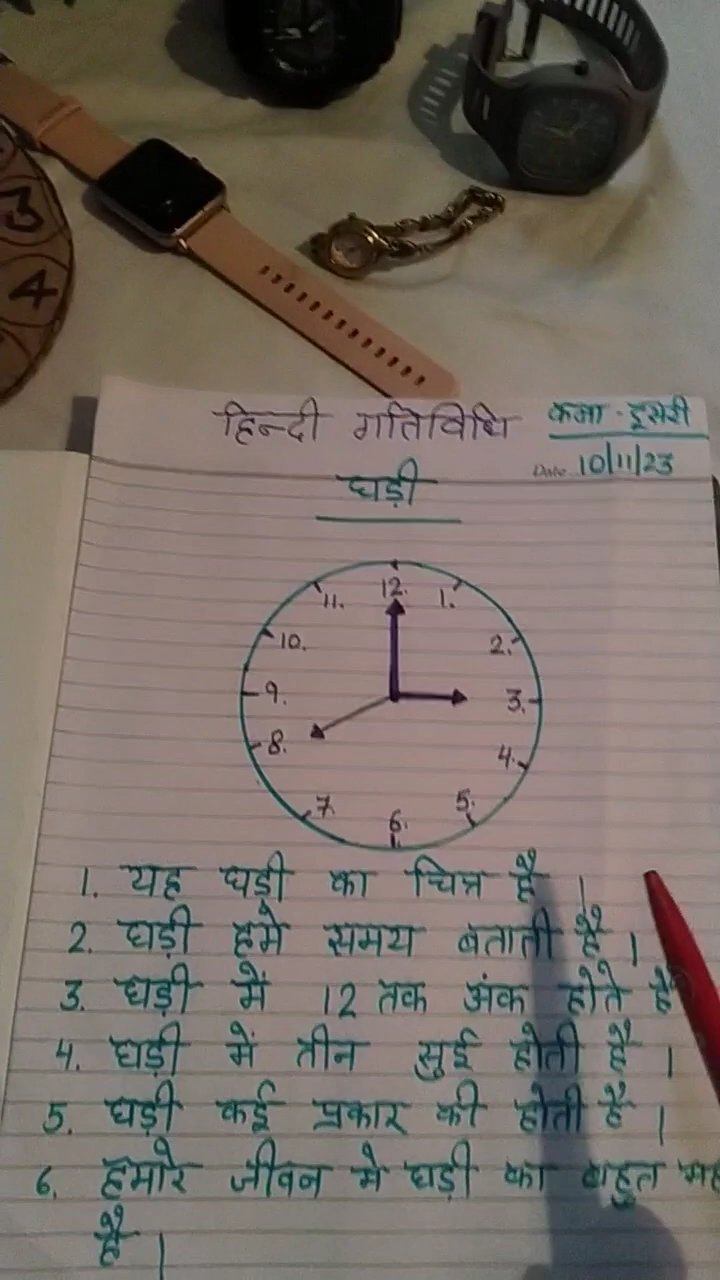 3
4
हिन्दी गतिविधि
कक्षा - दूसरी
Date 10/11/23
घड़ी
12.
11.
1.
10.
2.
9.
3.
8.
4.
7.
5.
6.
1. यह घड़ी का चित्र है ।
2. घड़ी हमे समय बताती है ।
3. घड़ी में 12 तक अंक होते है
4. घड़ी में तीन सुई होती है ।
5. घड़ी कई प्रकार की होती है ।
6. हमारे जीवन मे घड़ी का बहुत
है ।